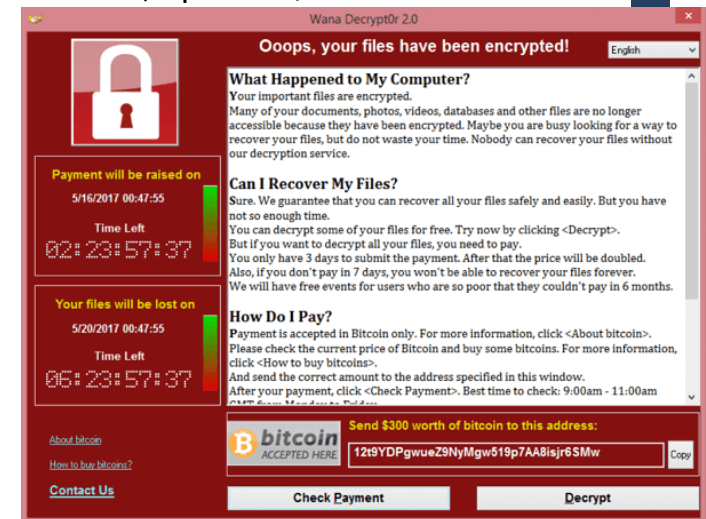 Wana Decrypt0r 2.0
Ooops, your files have been encrypted!
English
What Happened to My Computer?
Your important files are encrypted.
Many of your documents, photos, videos, databases and other files are no longer
accessible because they have been encrypted. Maybe you are busy looking for a way to
recover your files, but do not waste your time. Nobody can recover your files without
our decryption service.
Can I Recover My Files?
Sure. We guarantee that you can recover all your files safely and easily. But you have
not so enough time.
You can decrypt some of your files for free. Try now by clicking <Decrypt>.
But if you want to decrypt all your files, you need to pay.
You only have 3 days to submit the payment. After that the price will be doubled.
Also, if you don't pay in 7 days, you won't be able to recover your files forever.
We will have free events for users who are so poor that they couldn't pay in 6 months.
How Do I Pay?
Payment is accepted in Bitcoin only. For more information, click <About bitcoin>.
Please check the current price of Bitcoin and buy some bitcoins. For more information,
click <How to buy bitcoins>.
And send the correct amount to the address specified in this window.
After your payment, click <Check Payment>. Best time to check: 9:00am - 11:00am
GMT from Monday to Friday
Payment will be raised on
5/16/2017 00:47:55
Time Left
02:23:57:37
Your files will be lost on
5/20/2017 00:47:55
Time Left
06:23:57:37
About bitcoin
How to buy bitcoins?
Contact Us
bitcoin
ACCEPTED HERE
Send $300 worth of bitcoin to this address:
12t9YDPgwueZ9NyMgw519p7AA8isjr6SMw
Copy
Check Payment
Decrypt